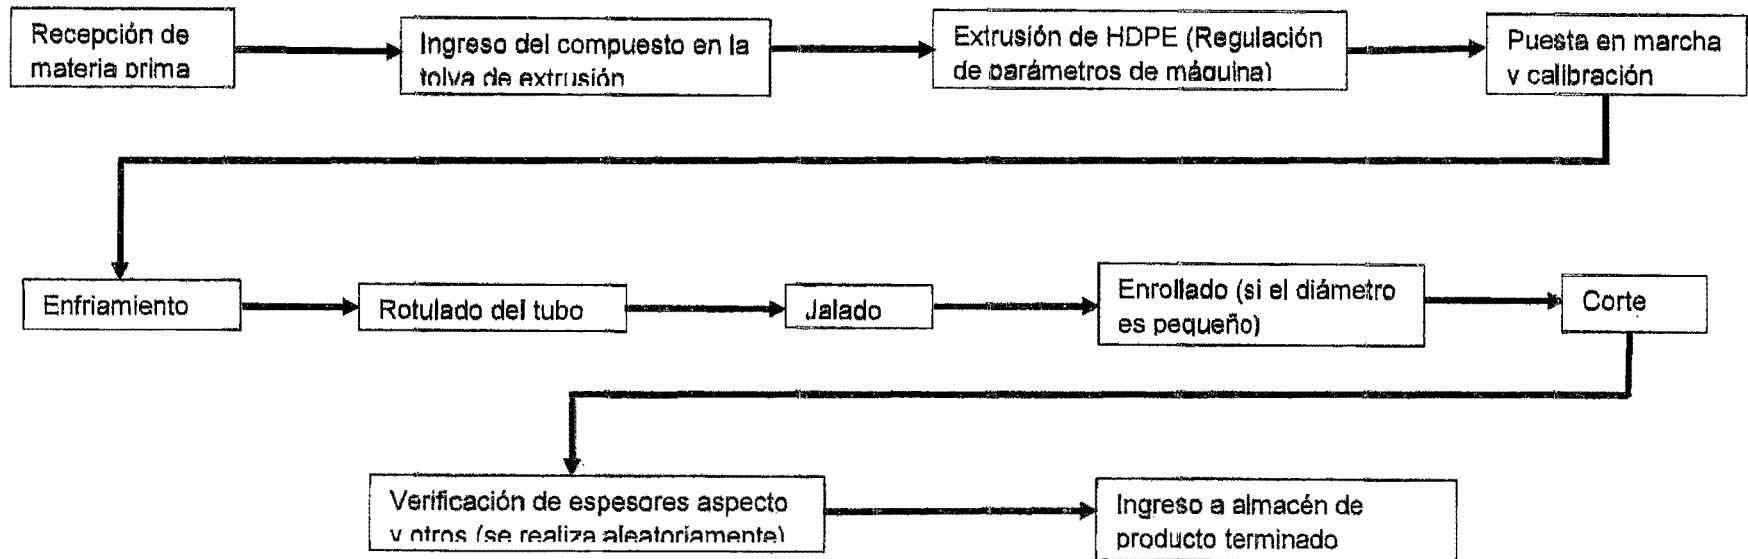 Recepción de
materia prima
Ingreso del compuesto en la
tolva de extrusión
Extrusión de HDPE (Regulación
de parámetros de máquina)
Puesta en marcha
y calibración
Enfriamiento
Rotulado del tubo
Jalado
Enrollado (si el diámetro
es pequeño)
Corte
Verificación de espesores aspecto
y otros (se realiza aleatoriamente)
Ingreso a almacén de
producto terminado